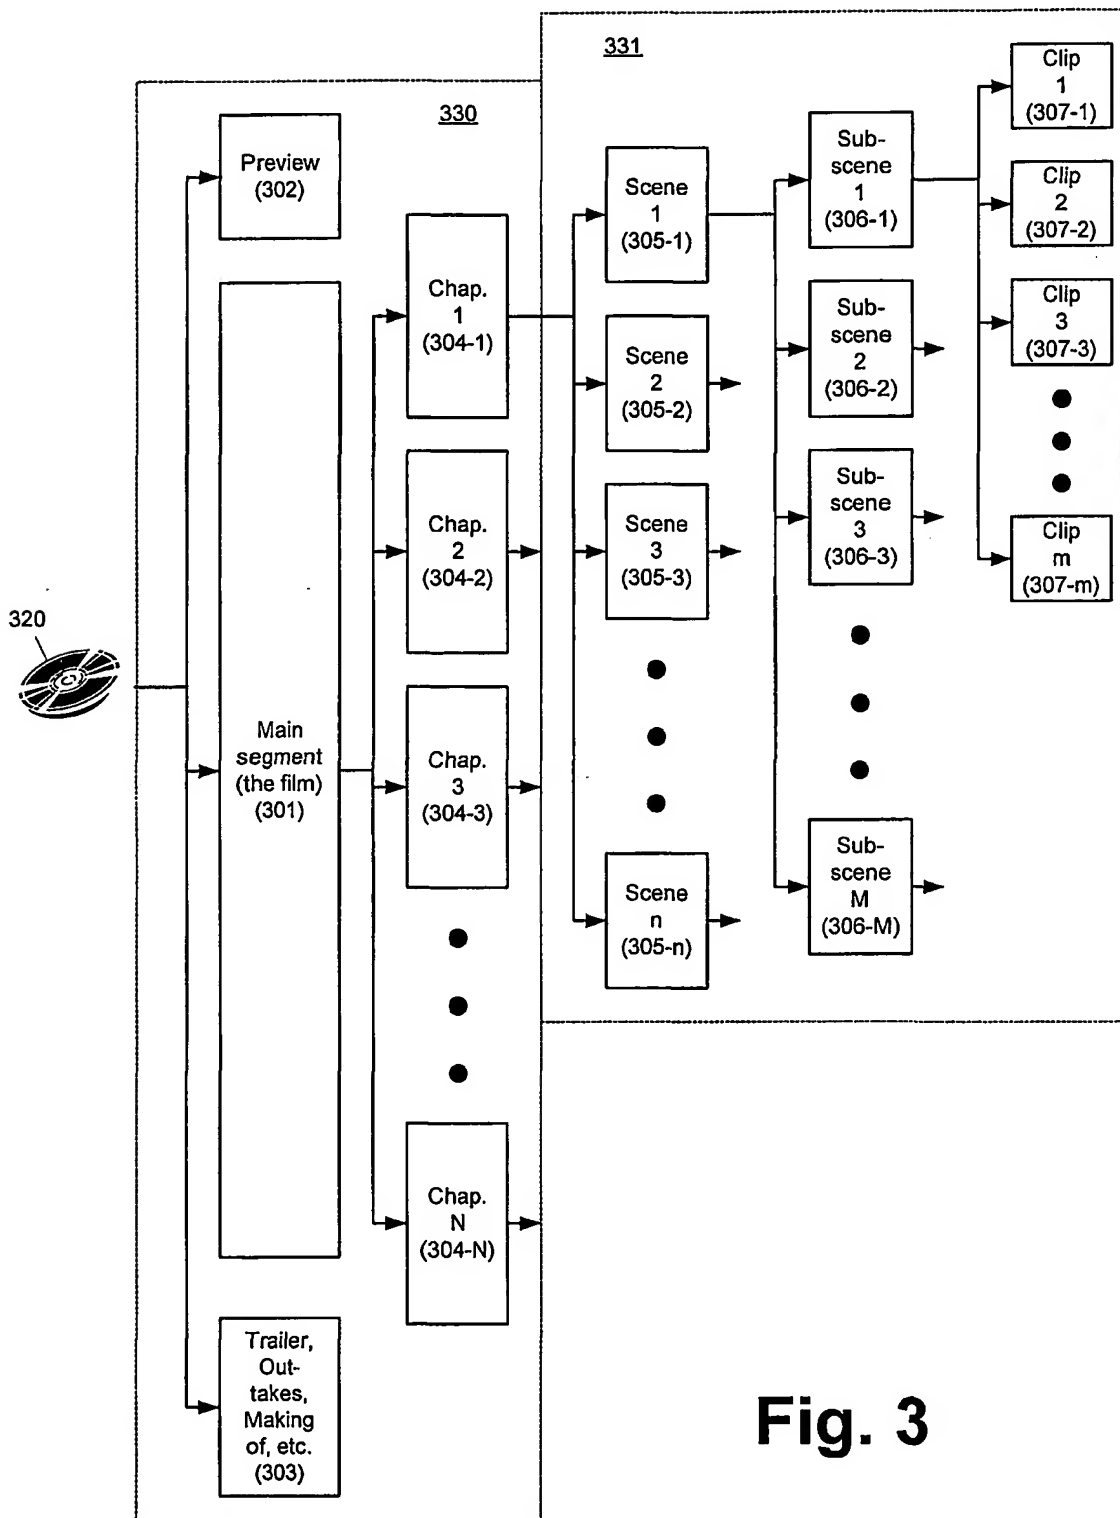 320
330
Preview
(302)
Main
segment
(the film)
(301)
Trailer,
Out-
takes,
Making
of, etc.
(303)
Chap.
1
(304-1)
Chap.
2
(304-2)
Chap.
3
(304-3)
Chap.
N
(304-N)
331
Scene
1
(305-1)
Scene
2
(305-2)
Scene
3
(305-3)
Scene
n
(305-n)
Sub-
scene
1
(306-1)
Sub-
scene
2
(306-2)
Sub-
scene
3
(306-3)
Sub-
scene
M
(306-M)
Clip
1
(307-1)
Clip
2
(307-2)
Clip
3
(307-3)
Clip
m
(307-m)
Fig. 3